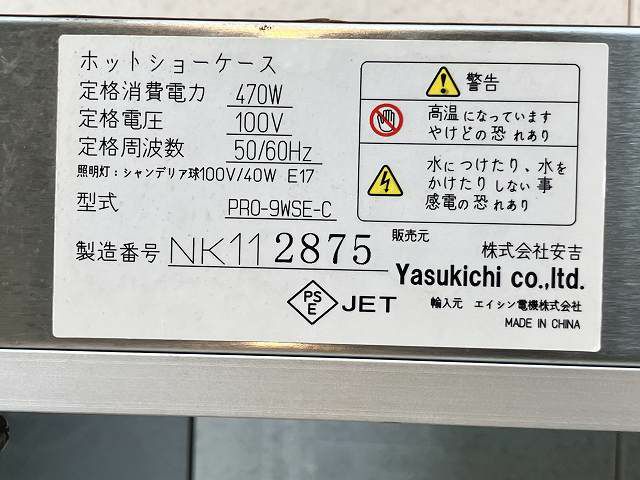 ホットショーケース
定格消費電力 470W
定格電圧 100V
定格周波数 50/60Hz
照明灯：シャンデリア球100V/40W E17
型式 PRO-9WSE-C
製造番号 NK11 2875
PS
E
JET
警告
高温になっています
やけどの恐れあり
水につけたり、水を
かけたりしない事
感電の恐れあり
販売元 株式会社安吉
Yasukichi co.,ltd.
輸入元 エイシン電機株式会社
MADE IN CHINA